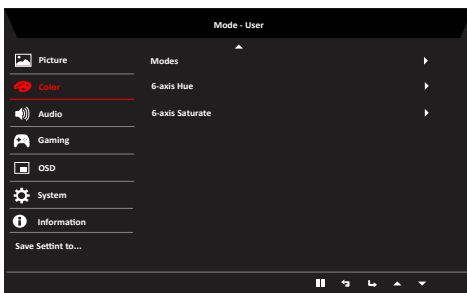 Mode - User
Picture
Color
Audio
Gaming
OSD
System
Information
Save Settint to...
Modes
6-axis Hue
6-axis Saturate